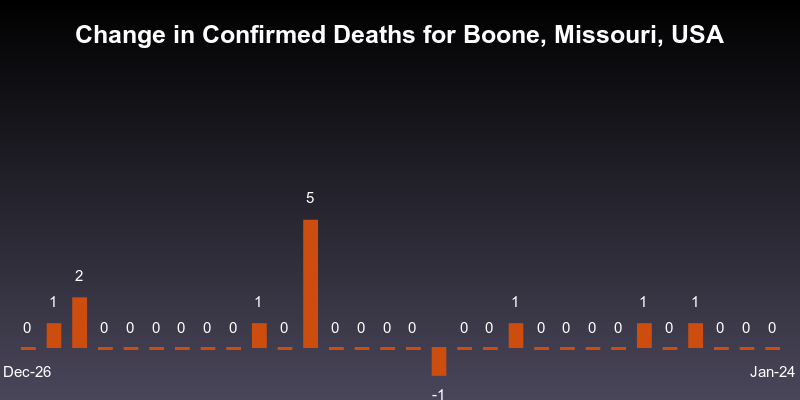 Change in Confirmed Deaths for Boone, Missouri, USA
5
2
1 1 1 1 1
0 0 0 0 0 0 0 0 0 0 0 0 0 0 0 0 0 0 0 0 0 0
Dec-26 Jan-24
-1